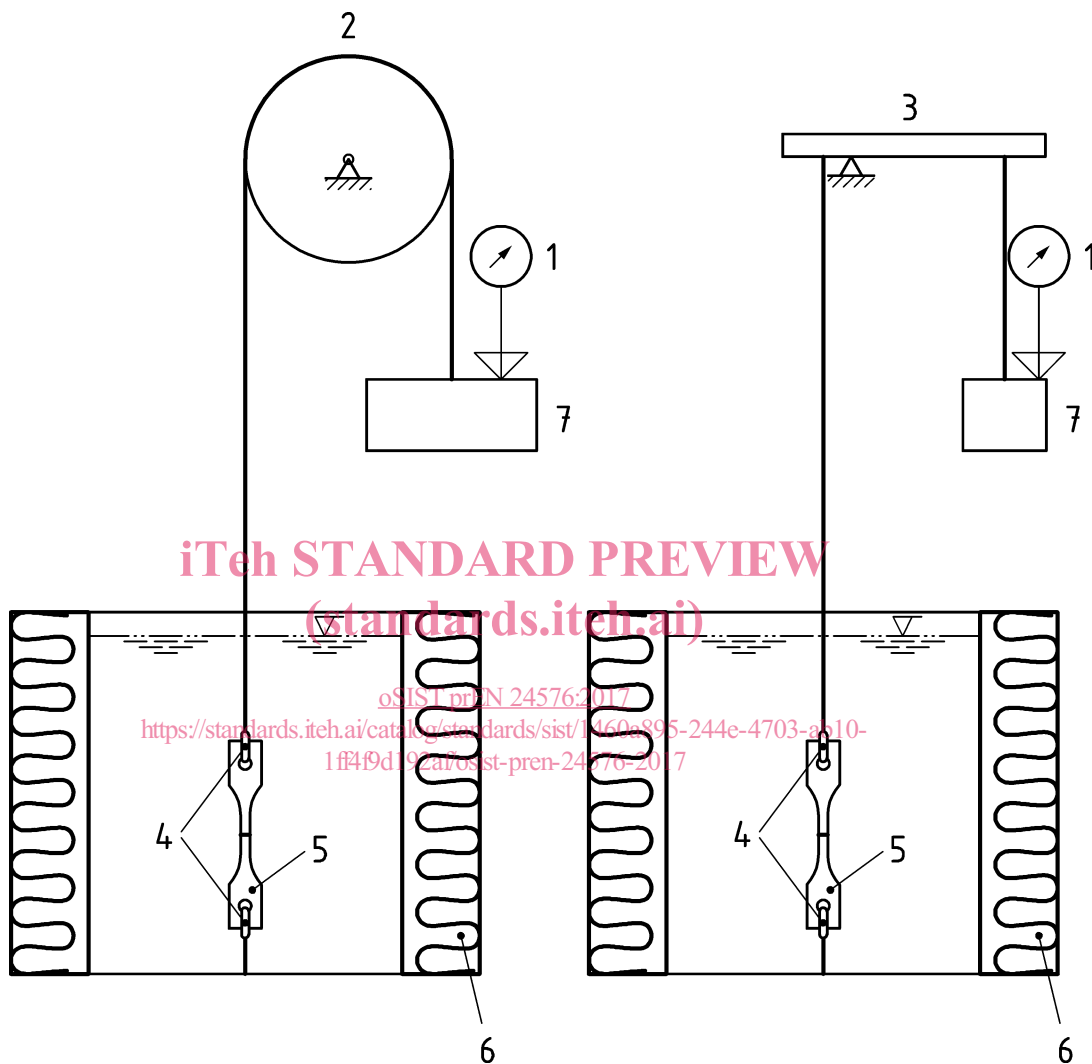 2
3
1
1
7
7
iTeh STANDARD PREVIEW
(standards.iteh.ai)
oSIST prEN 24576:2017
https://standards.iteh.ai/catalog/standards/sist/1460a895-244e-4703-ab10-
1ff4f9d192af/osist-pren-24576-2017
4
5
4
5
6
6